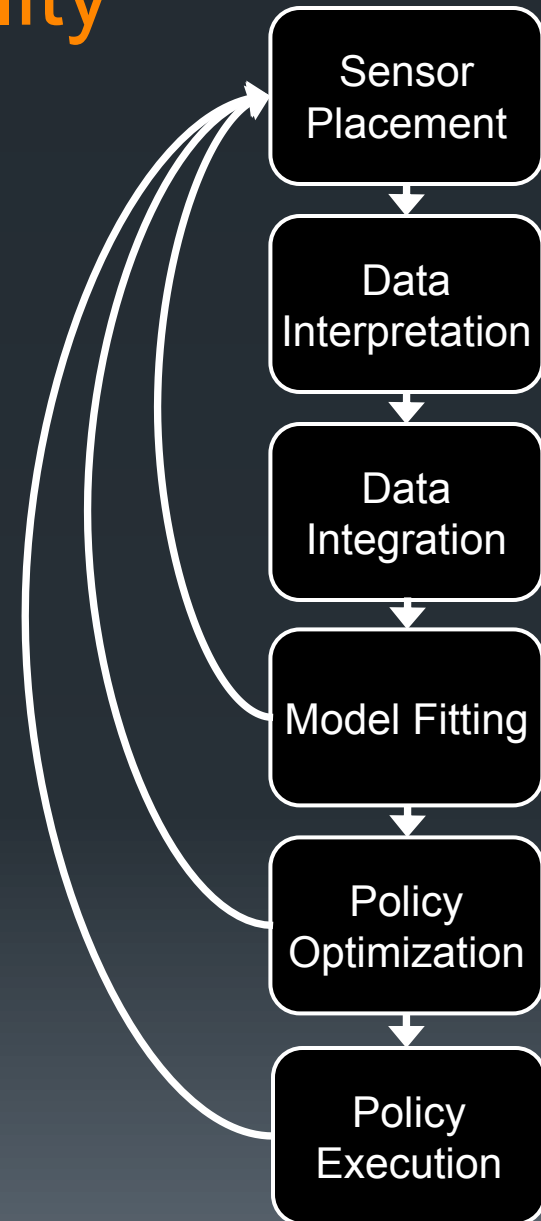 Sensor
Placement
Data
Interpretation
Data
Integration
Model Fitting
Policy
Optimization
Policy
Execution